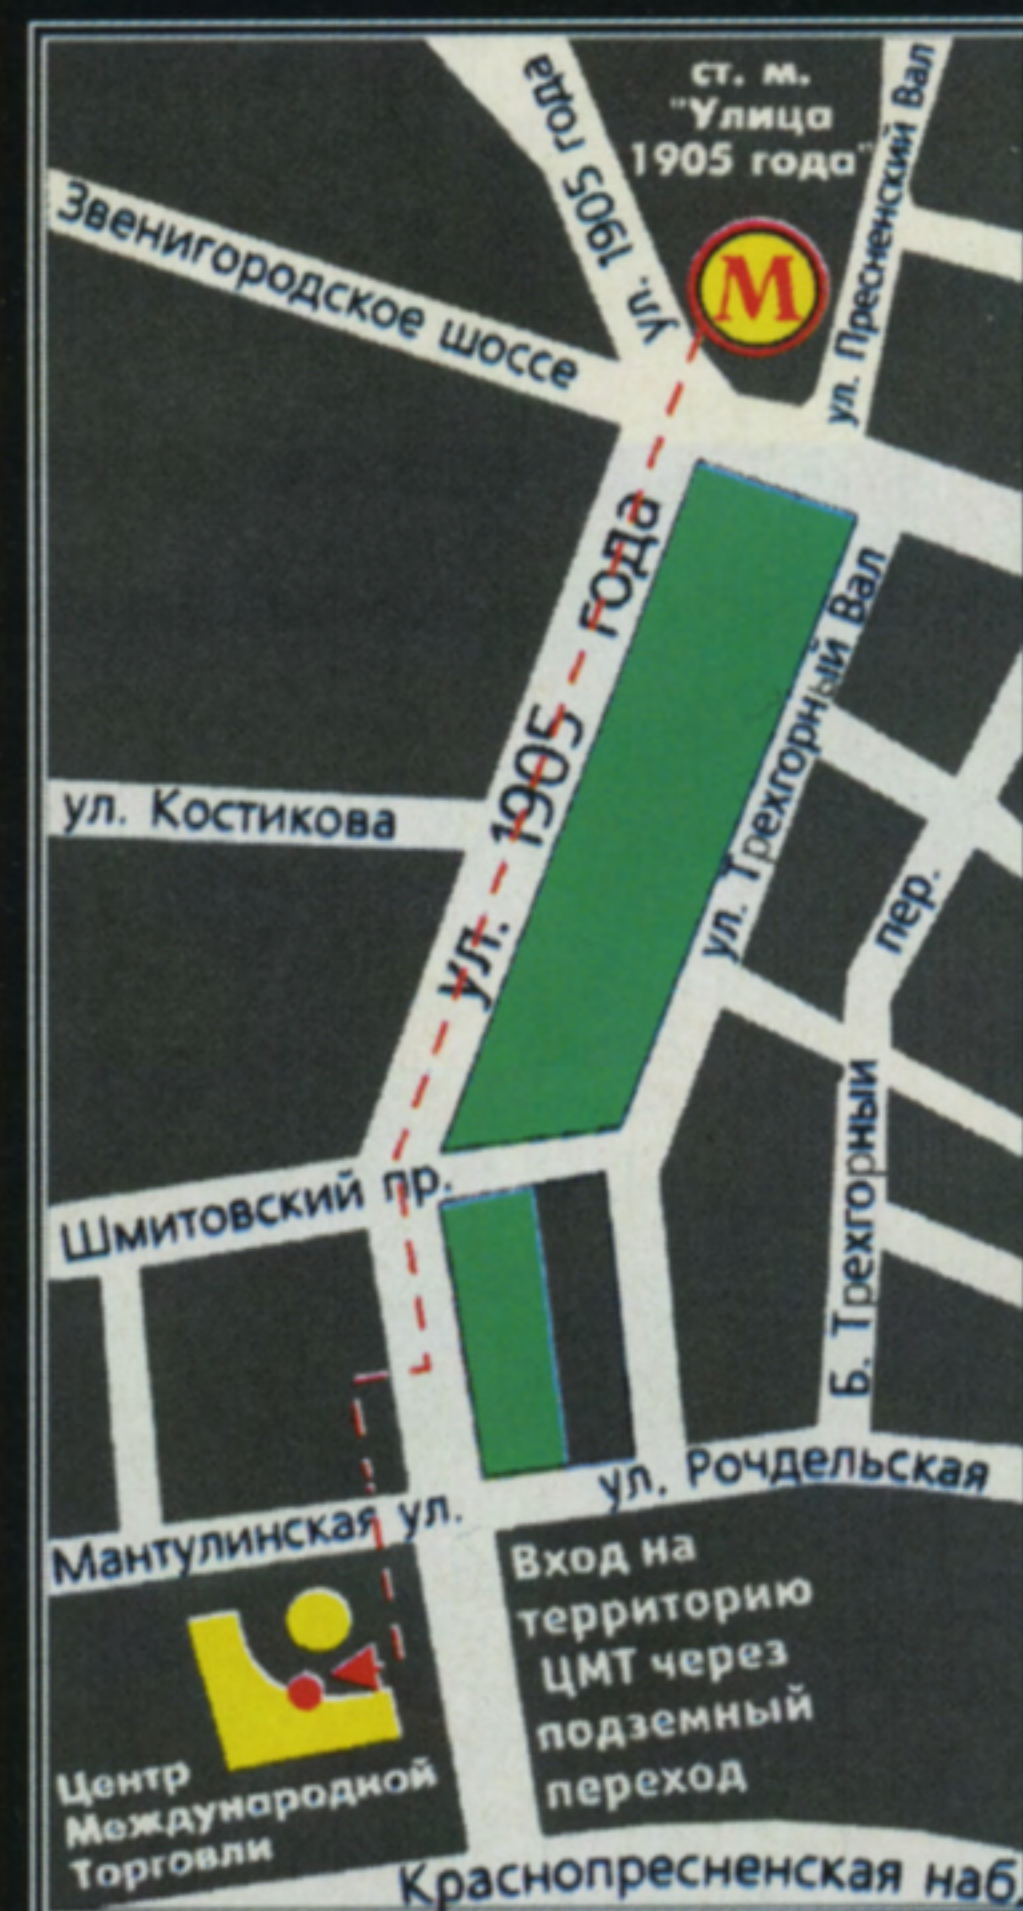 ст. м.
"Улица
1905 года"
ул. 1905 года
ул. Пресненский Вал
Звенигородское шоссе
М
ул. 1905 года
ул. Трехгорный Вал
ул. Костикова
пер.
Б. Трехгорный
Шмитовский пр.
ул. Рочдельская
Мантулинская ул.
Вход на
территорию
ЦМТ через
подземный
переход
Центр
Международной
Торговли
Краснопресненская наб.